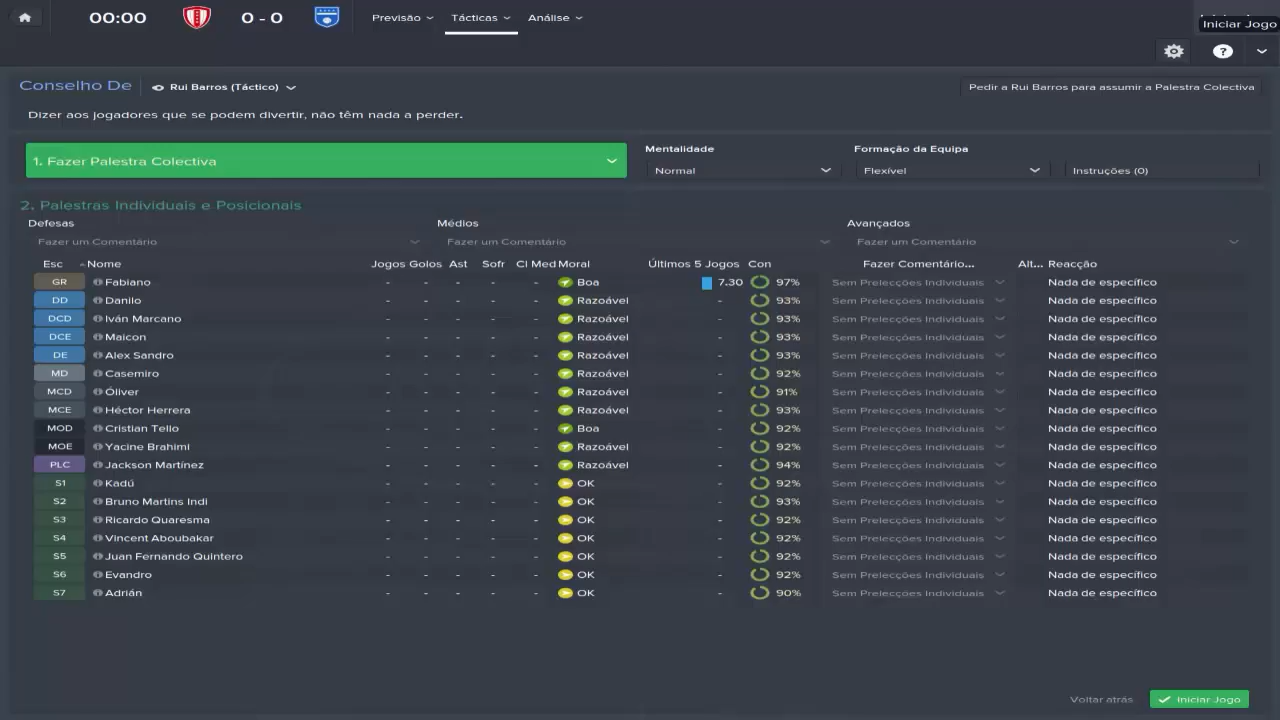 00:00 0 - 0 Previsão Tácticas Análise
Iniciar Jogo
?
Conselho De Rui Barros (Táctico) Pedir a Rui Barros para assumir a Palestra Colectiva
Dizer aos jogadores que se podem divertir, não têm nada a perder.
Mentalidade Formação da Equipa
1. Fazer Palestra Colectiva Normal Flexível Instruções (0)
2. Palestras Individuais e Posicionais
Defesas Médios Avançados
Fazer um Comentário Fazer um Comentário Fazer um Comentário
Esc Nome Jogos Golos Ast Sofr Cl Med Moral Últimos 5 Jogos Con Fazer Comentário... Alt... Reacção
GR Fabiano - - - - - Boa 7.30 97% Sem Prelecções Individuais Nada de específico
DD Danilo - - - - - Razoável - 93% Sem Prelecções Individuais Nada de específico
DCD Iván Marcano - - - - - Razoável - 93% Sem Prelecções Individuais Nada de específico
DCE Maicon - - - - - Razoável - 93% Sem Prelecções Individuais Nada de específico
DE Alex Sandro - - - - - Razoável - 93% Sem Prelecções Individuais Nada de específico
MD Casemiro - - - - - Razoável - 92% Sem Prelecções Individuais Nada de específico
MCD Óliver - - - - - Razoável - 91% Sem Prelecções Individuais Nada de específico
MCE Héctor Herrera - - - - - Razoável - 93% Sem Prelecções Individuais Nada de específico
MOD Cristian Tello - - - - - Boa - 92% Sem Prelecções Individuais Nada de específico
MOE Yacine Brahimi - - - - - Razoável - 92% Sem Prelecções Individuais Nada de específico
PLC Jackson Martínez - - - - - Razoável - 94% Sem Prelecções Individuais Nada de específico
S1 Kadú - - - - - OK - 92% Sem Prelecções Individuais Nada de específico
S2 Bruno Martins Indi - - - - - OK - 93% Sem Prelecções Individuais Nada de específico
S3 Ricardo Quaresma - - - - - OK - 92% Sem Prelecções Individuais Nada de específico
S4 Vincent Aboubakar - - - - - OK - 92% Sem Prelecções Individuais Nada de específico
S5 Juan Fernando Quintero - - - - - OK - 92% Sem Prelecções Individuais Nada de específico
S6 Evandro - - - - - OK - 92% Sem Prelecções Individuais Nada de específico
S7 Adrián - - - - - OK - 90% Sem Prelecções Individuais Nada de específico
Voltar atrás Iniciar Jogo